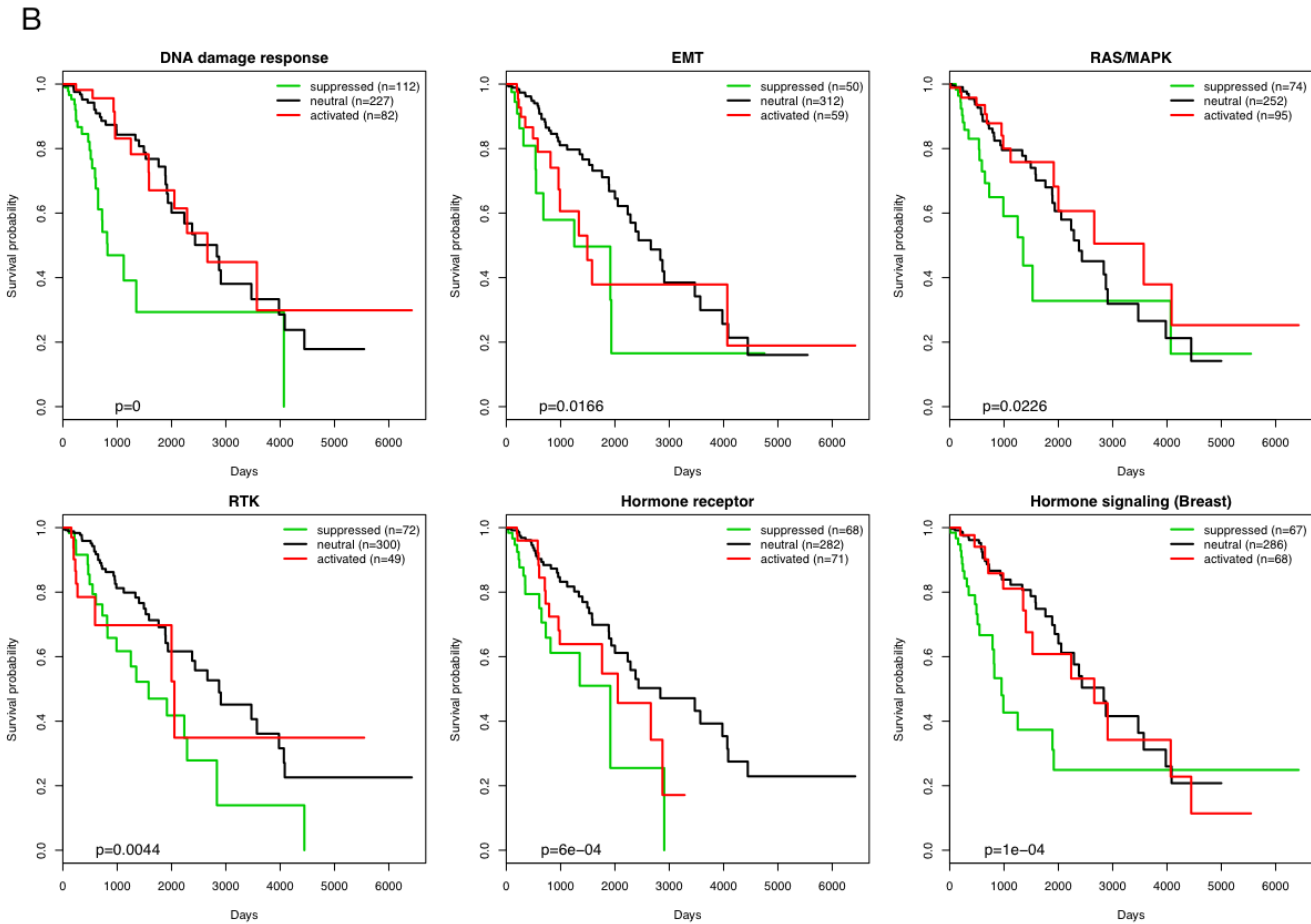 B
DNA damage response
suppressed (n=112)
neutral (n=227)
activated (n=82)
Survival probability
1.0
0.8
0.6
0.4
0.2
0.0
p=0
0 1000 2000 3000 4000 5000 6000
Days
EMT
suppressed (n=50)
neutral (n=312)
activated (n=59)
Survival probability
1.0
0.8
0.6
0.4
0.2
0.0
p=0.0166
0 1000 2000 3000 4000 5000 6000
Days
RAS/MAPK
suppressed (n=74)
neutral (n=252)
activated (n=95)
Survival probability
1.0
0.8
0.6
0.4
0.2
0.0
p=0.0226
0 1000 2000 3000 4000 5000 6000
Days
RTK
suppressed (n=72)
neutral (n=300)
activated (n=49)
Survival probability
1.0
0.8
0.6
0.4
0.2
0.0
p=0.0044
0 1000 2000 3000 4000 5000 6000
Days
Hormone receptor
suppressed (n=68)
neutral (n=282)
activated (n=71)
Survival probability
1.0
0.8
0.6
0.4
0.2
0.0
p=6e−04
0 1000 2000 3000 4000 5000 6000
Days
Hormone signaling (Breast)
suppressed (n=67)
neutral (n=286)
activated (n=68)
Survival probability
1.0
0.8
0.6
0.4
0.2
0.0
p=1e−04
0 1000 2000 3000 4000 5000 6000
Days